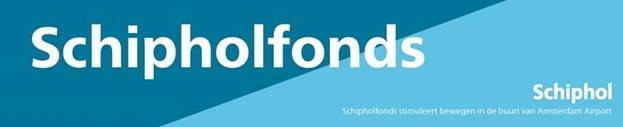 Schipholfonds
Schiphol
Schipholfonds stimuleert bewegen in de buurt van Amsterdam Airport